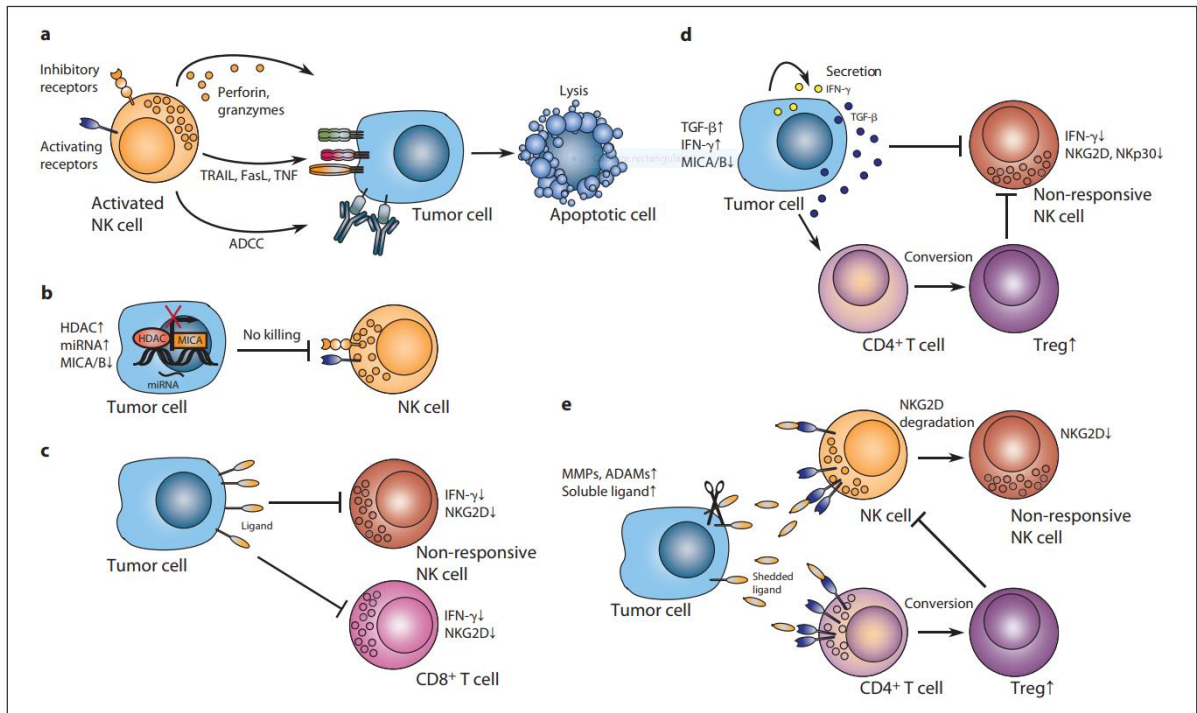 a
Inhibitory
receptors
Activating
receptors
Activated
NK cell
Perforin,
granzymes
TRAIL, FasL, TNF
ADCC
Tumor cell
Lysis
Apoptotic cell
b
HDAC↑
miRNA↑
MICA/B↓
HDAC
MICA
miRNA
Tumor cell
No killing
NK cell
c
Tumor cell
Ligand
IFN-γ↓
NKG2D↓
Non-responsive
NK cell
IFN-γ↓
NKG2D↓
CD8⁺ T cell
d
Secretion
IFN-γ
TGF-β
TGF-β↑
IFN-γ↑
MICA/B↓
Tumor cell
IFN-γ↓
NKG2D, NKp30↓
Non-responsive
NK cell
Conversion
CD4⁺ T cell
Treg↑
e
MMPs, ADAMs↑
Soluble ligand↑
Tumor cell
Shedded
ligand
NKG2D
degradation
NK cell
NKG2D↓
Non-responsive
NK cell
Conversion
CD4⁺ T cell
Treg↑